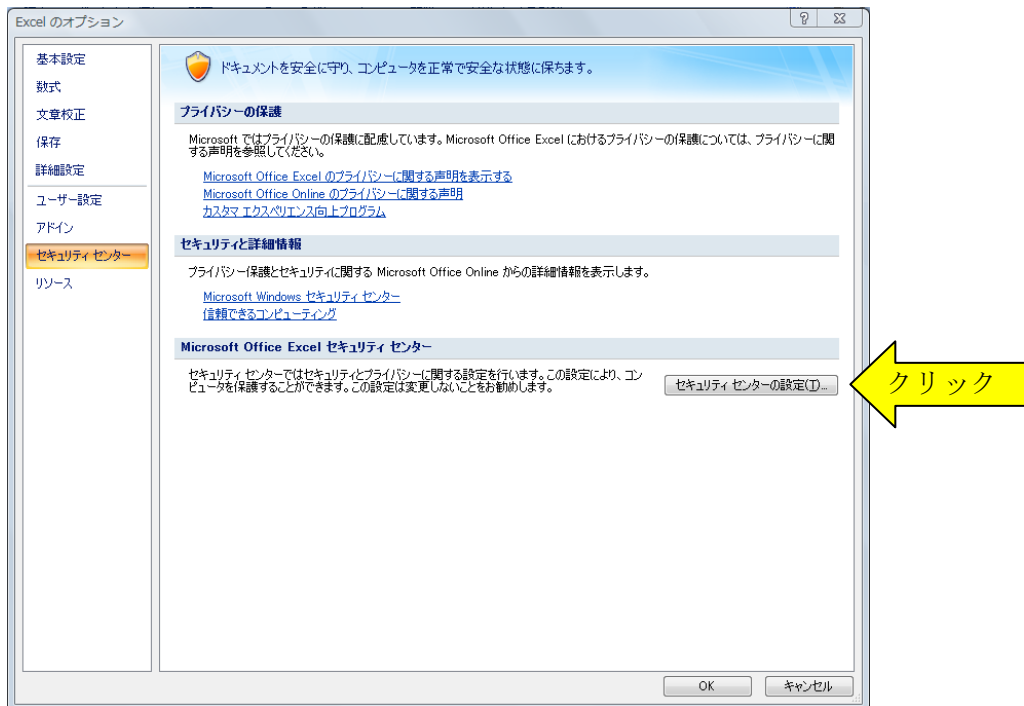 Excel のオプション
基本設定
数式
文章校正
保存
詳細設定
ユーザー設定
アドイン
セキュリティ センター
リソース
ドキュメントを安全に守り、コンピュータを正常で安全な状態に保ちます。
プライバシーの保護
Microsoft ではプライバシーの保護に配慮しています。Microsoft Office Excel におけるプライバシーの保護については、プライバシーに関
する声明を参照してください。
Microsoft Office Excel のプライバシーに関する声明を表示する
Microsoft Office Online のプライバシーに関する声明
カスタマ エクスペリエンス向上プログラム
セキュリティと詳細情報
プライバシー保護とセキュリティに関する Microsoft Office Online からの詳細情報を表示します。
Microsoft Windows セキュリティ センター
信頼できるコンピューティング
Microsoft Office Excel セキュリティ センター
セキュリティ センターではセキュリティとプライバシーに関する設定を行います。この設定により、コン
ピュータを保護することができます。この設定は変更しないことをお勧めします。
セキュリティ センターの設定(T)...
クリック
OK
キャンセル